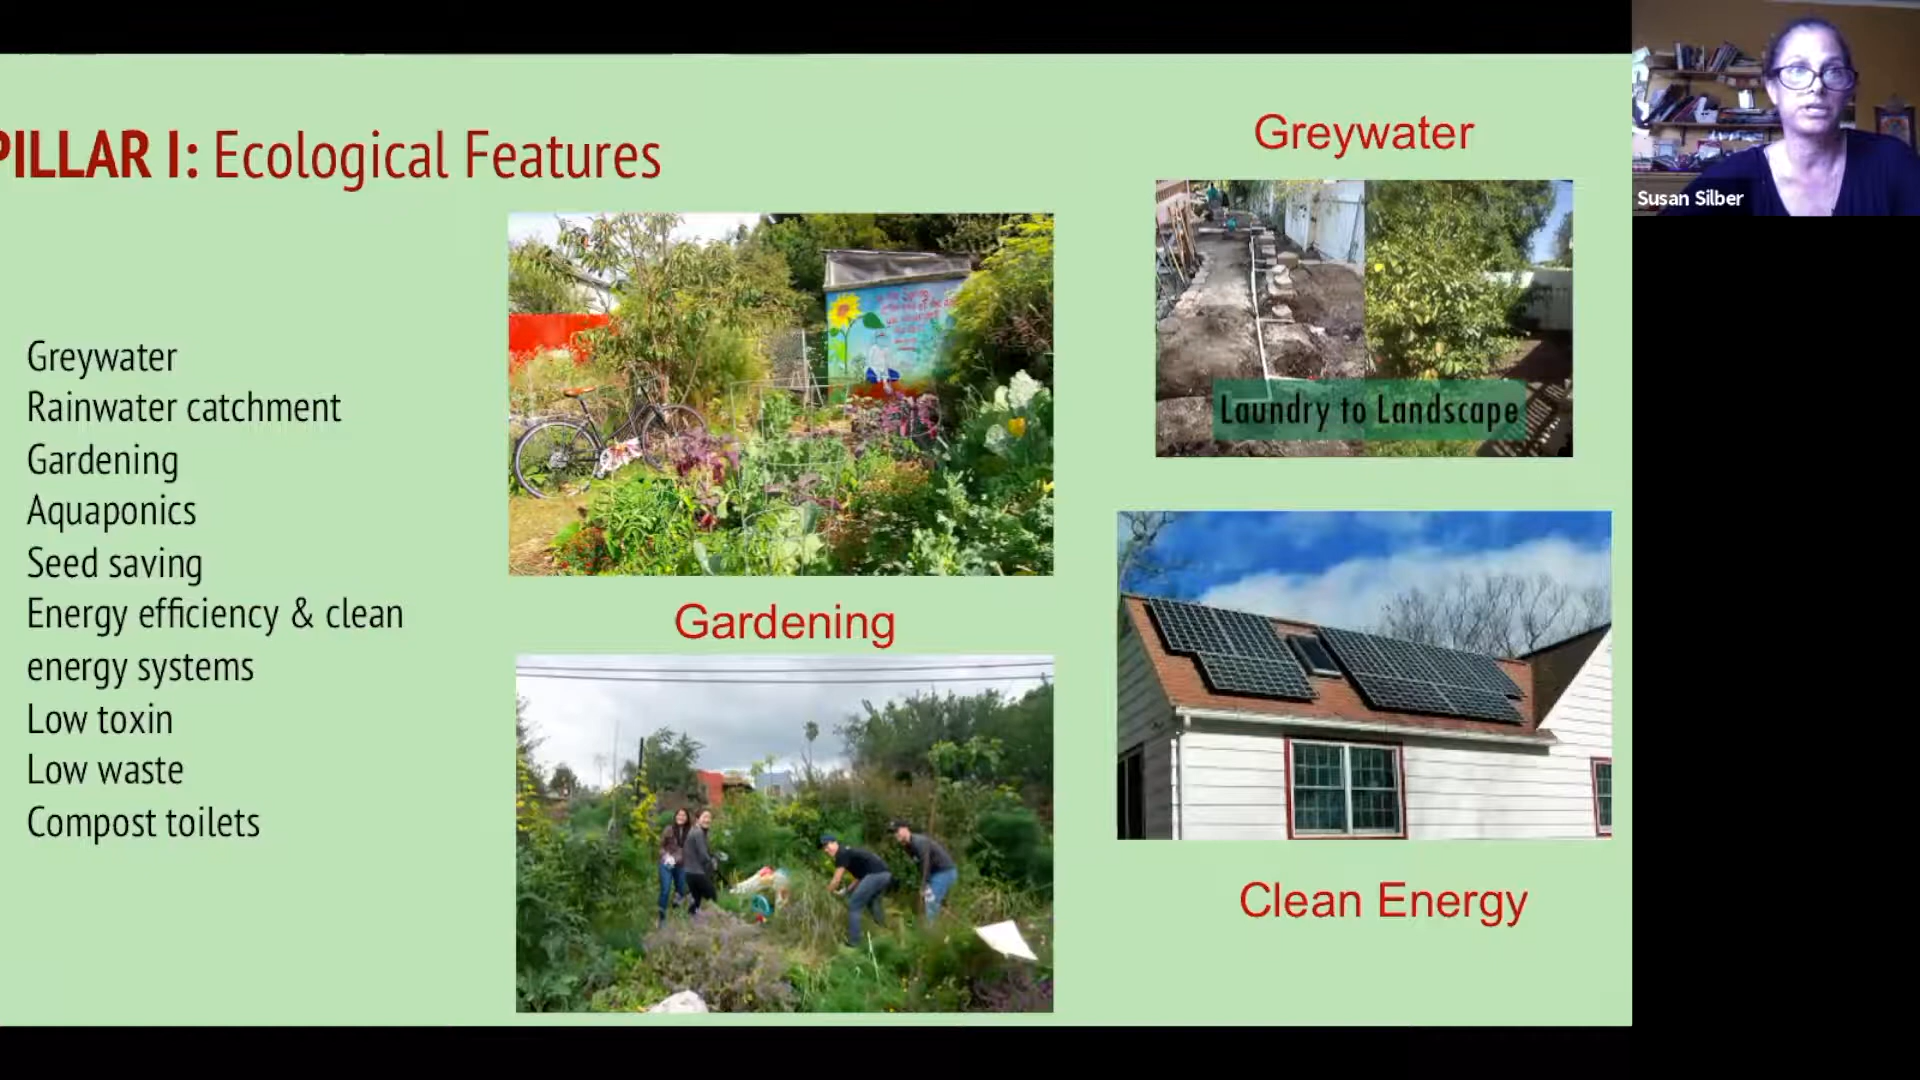 PILLAR I: Ecological Features
Greywater
Rainwater catchment
Gardening
Aquaponics
Seed saving
Energy efficiency & clean
energy systems
Low toxin
Low waste
Compost toilets
Gardening
Greywater
Laundry to Landscape
Clean Energy
Susan Silber